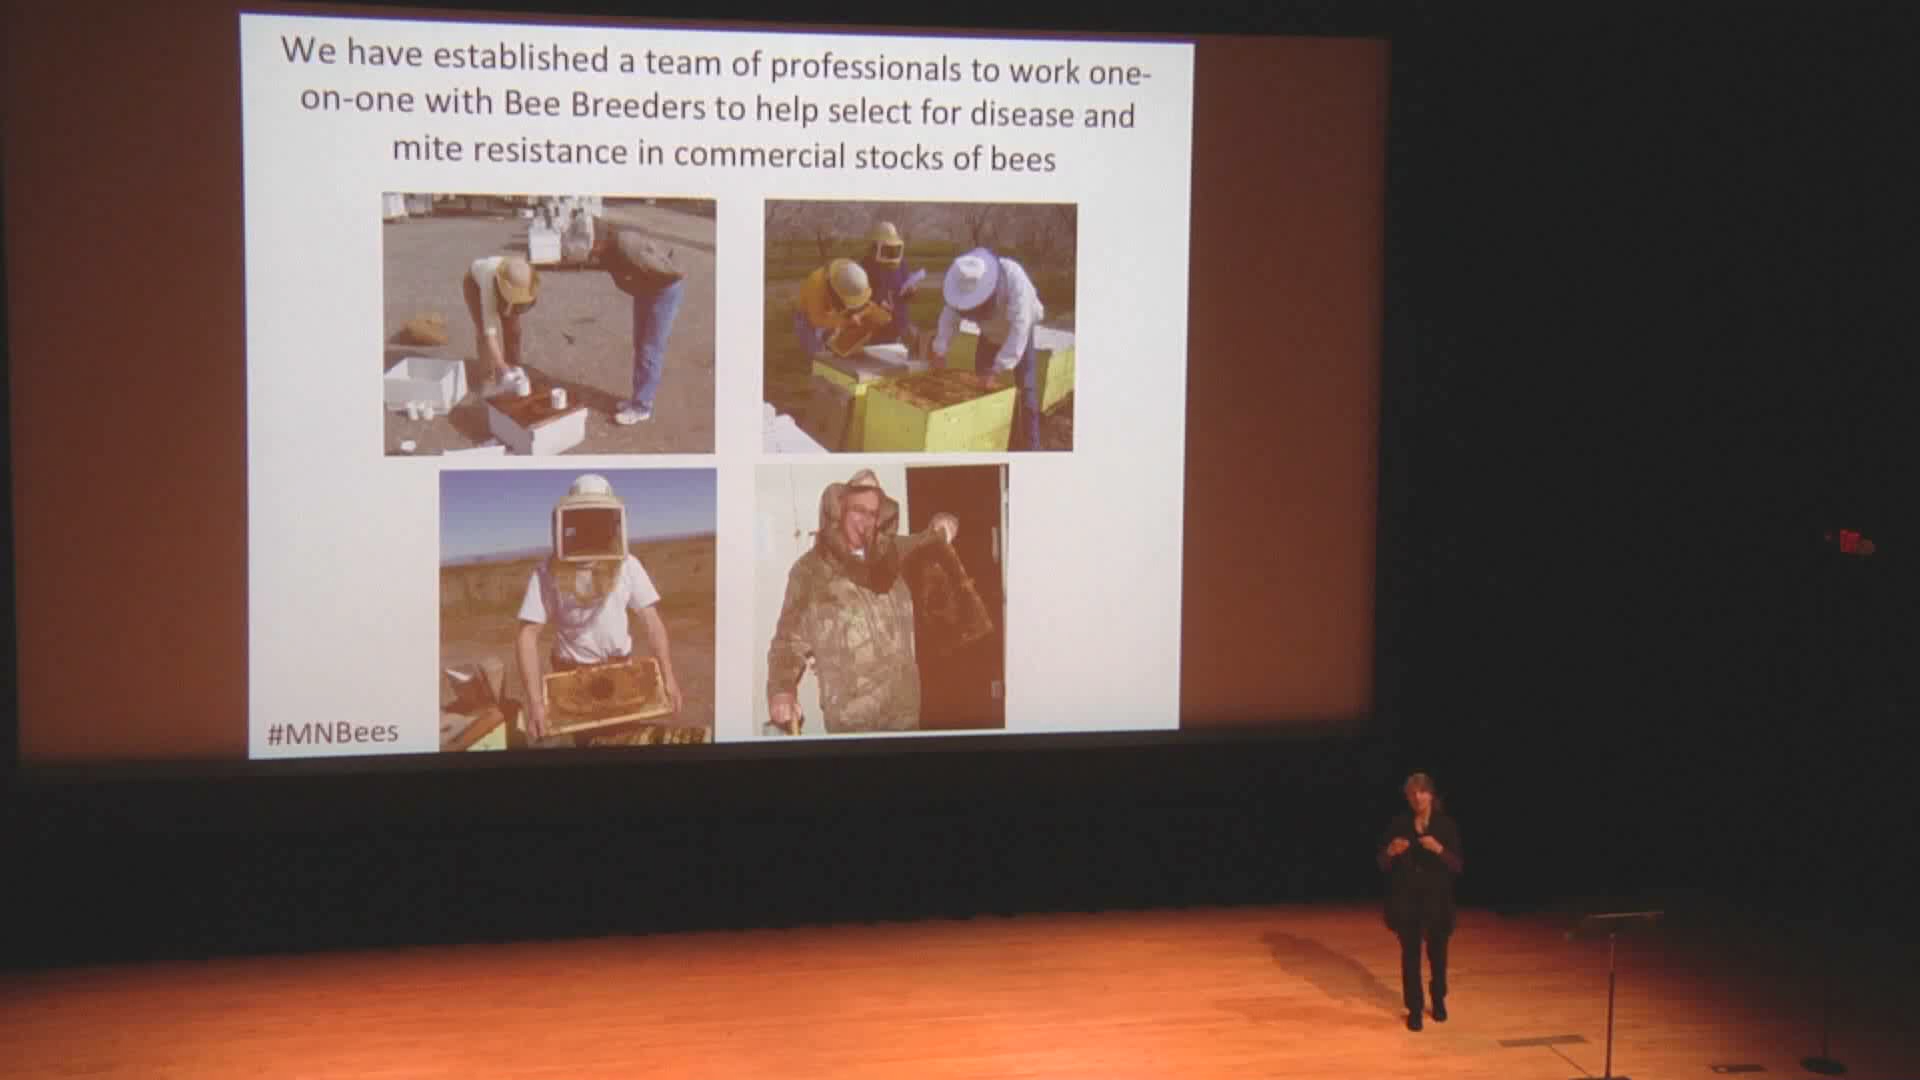 We have established a team of professionals to work one-
on-one with Bee Breeders to help select for disease and
mite resistance in commercial stocks of bees
#MNBees